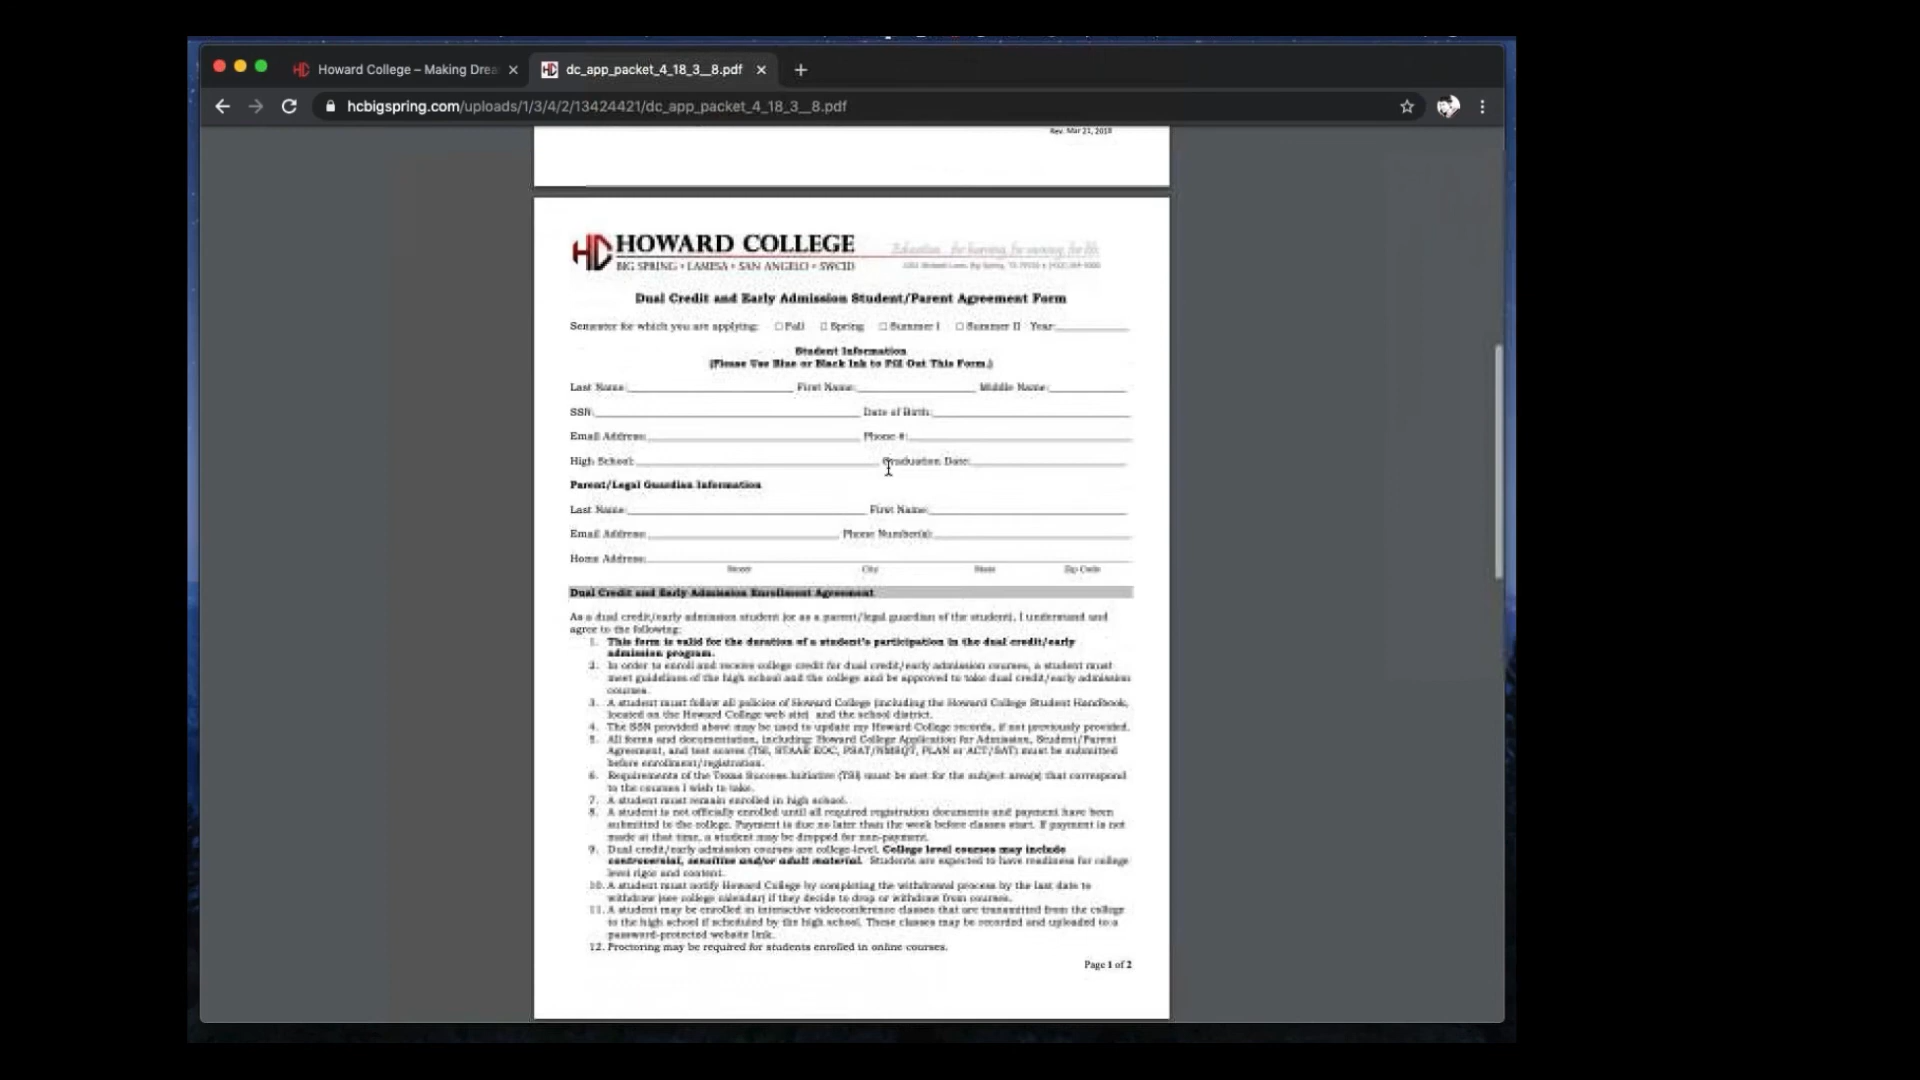 Howard College – Making Drea
dc_app_packet_4_18_3__8.pdf
hcbigspring.com/uploads/1/3/4/2/13424421/dc_app_packet_4_18_3__8.pdf
Rev. Mar 21, 2018
HC HOWARD COLLEGE
Education...for learning, for earning, for life
BIG SPRING • LAMESA • SAN ANGELO • SWCID
Dual Credit and Early Admission Student/Parent Agreement Form
Semester for which you are applying: □ Fall □ Spring □ Summer I □ Summer II Year:
Student Information
(Please Use Blue or Black Ink to Fill Out This Form.)
Last Name: First Name: Middle Name:
SSN: Date of Birth:
Email Address: Phone #:
High School: Graduation Date:
Parent/Legal Guardian Information
Last Name: First Name:
Email Address: Phone Number(s):
Home Address:
Street City State Zip Code
Dual Credit and Early Admission Enrollment Agreement
As a dual credit/early admission student (or as a parent/legal guardian of the student), I understand and
agree to the following:
1. This form is valid for the duration of a student's participation in the dual credit/early
admission program.
2. In order to enroll and receive college credit for dual credit/early admission courses, a student must
meet guidelines of the high school and the college and be approved to take dual credit/early admission
courses.
3. A student must follow all policies of Howard College (including the Howard College Student Handbook,
located on the Howard College web site) and the school district.
4. The SSN provided above may be used to update my Howard College records, if not previously provided.
5. All forms and documentation, including: Howard College Application for Admission, Student/Parent
Agreement, and test scores (TSI, STAAR EOC, PSAT/NMSQT, PLAN or ACT/SAT) must be submitted
before enrollment/registration.
6. Requirements of the Texas Success Initiative (TSI) must be met for the subject area(s) that correspond
to the courses I wish to take.
7. A student must remain enrolled in high school.
8. A student is not officially enrolled until all required registration documents and payment have been
submitted to the college. Payment is due no later than the week before classes start. If payment is not
made at that time, a student may be dropped for non-payment.
9. Dual credit/early admission courses are college-level. College level courses may include
controversial, sensitive and/or adult material. Students are expected to have readiness for college
level rigor and content.
10. A student must notify Howard College by completing the withdrawal process by the last date to
withdraw (see college calendar) if they decide to drop or withdraw from courses.
11. A student may be enrolled in interactive videoconference classes that are transmitted from the college
to the high school if scheduled by the high school. These classes may be recorded and uploaded to a
password-protected website link.
12. Proctoring may be required for students enrolled in online courses.
Page 1 of 2